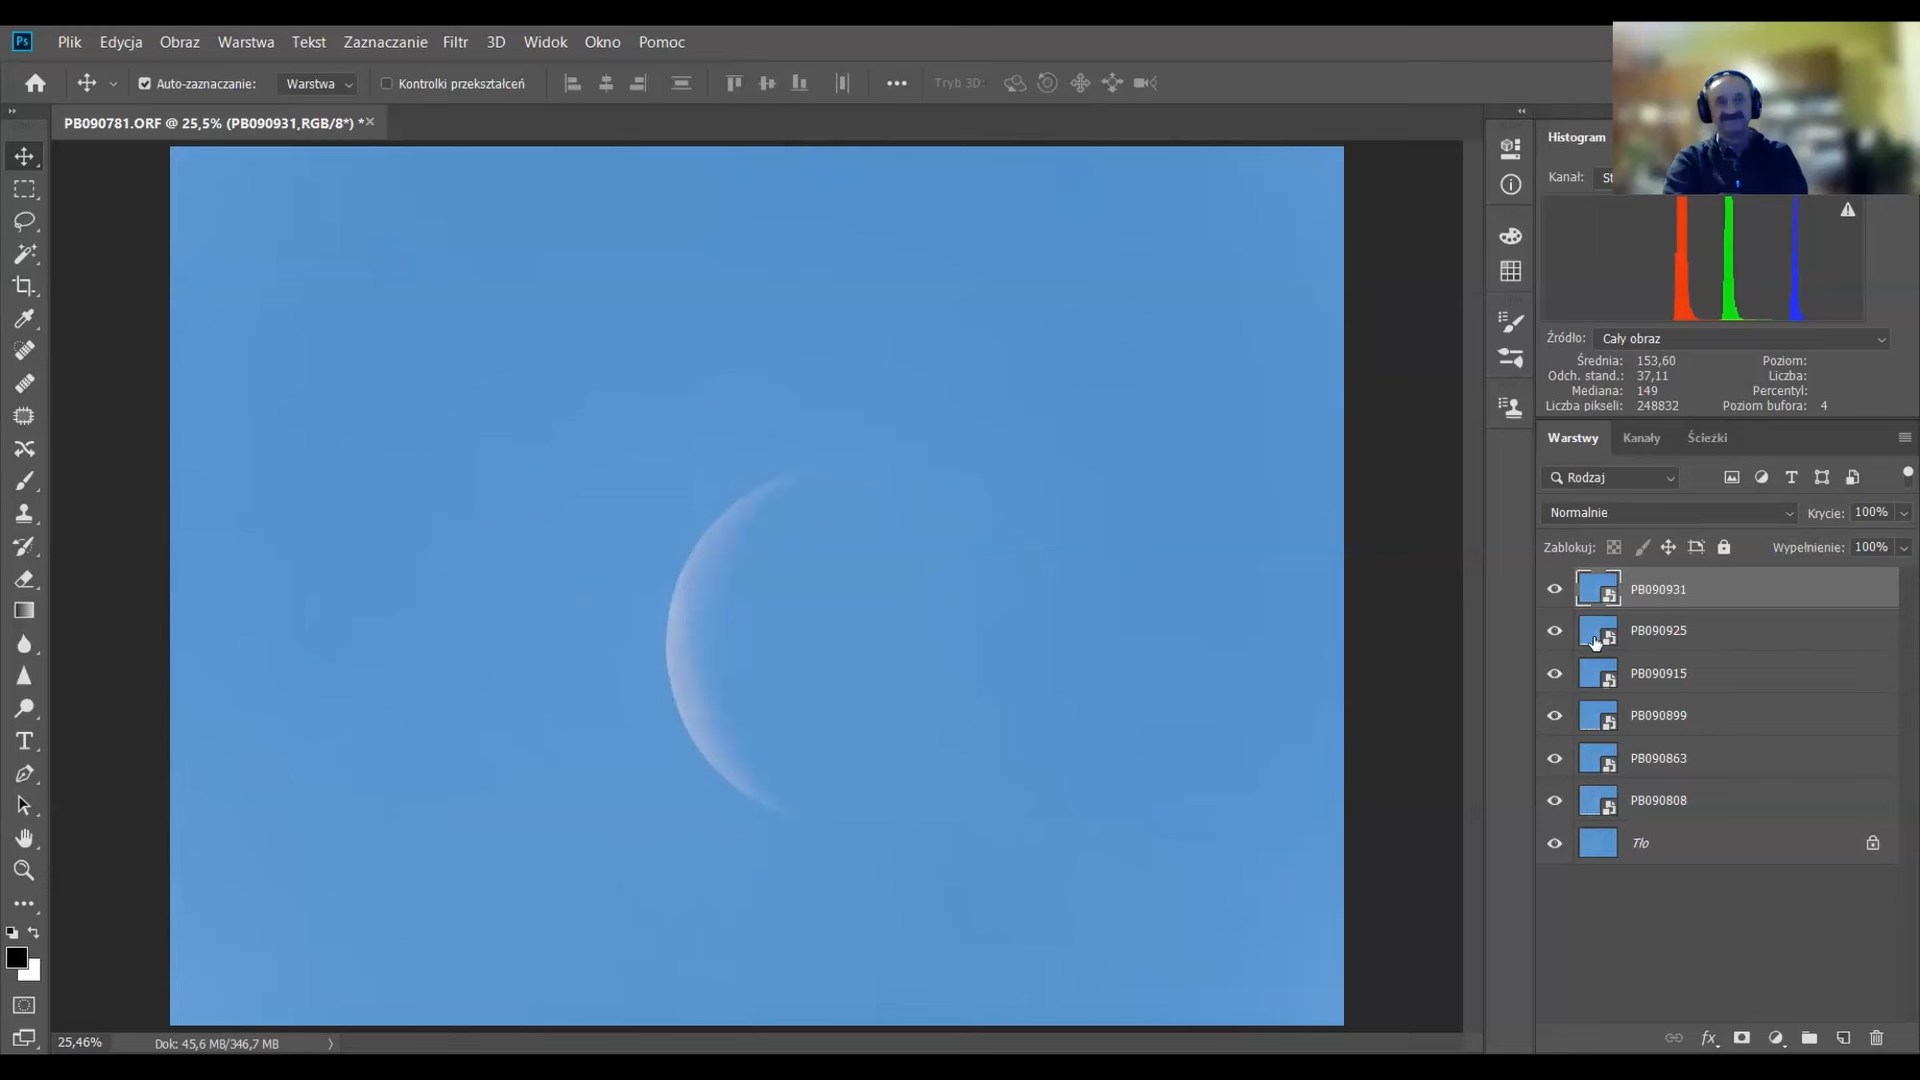 Ps Plik Edycja Obraz Warstwa Tekst Zaznaczanie Filtr 3D Widok Okno Pomoc
Auto-zaznaczanie: Warstwa Kontrolki przekształceń Tryb 3D:
PB090781.ORF @ 25,5% (PB090931,RGB/8*) *
Histogram
Kanał: St
Źródło: Cały obraz
Średnia: 153,60 Poziom:
Odch. stand.: 37,11 Liczba:
Mediana: 149 Percentyl:
Liczba pikseli: 248832 Poziom bufora: 4
Warstwy Kanały Ścieżki
Rodzaj
Normalnie Krycie: 100%
Zablokuj: Wypełnienie: 100%
PB090931
PB090925
PB090915
PB090899
PB090863
PB090808
Tło
fx
25,46% Dok: 45,6 MB/346,7 MB